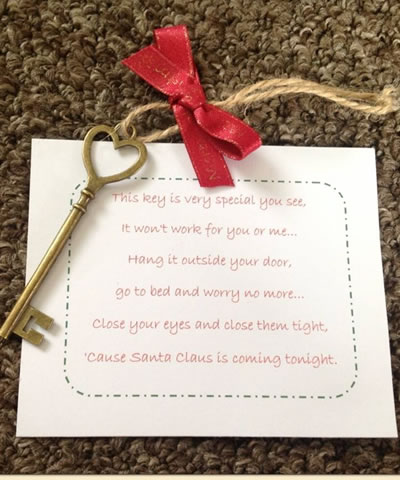 This key is very special you see,
It won't work for you or me...
Hang it outside your door,
go to bed and worry no more...
Close your eyes and close them tight,
'Cause Santa Claus is coming tonight.